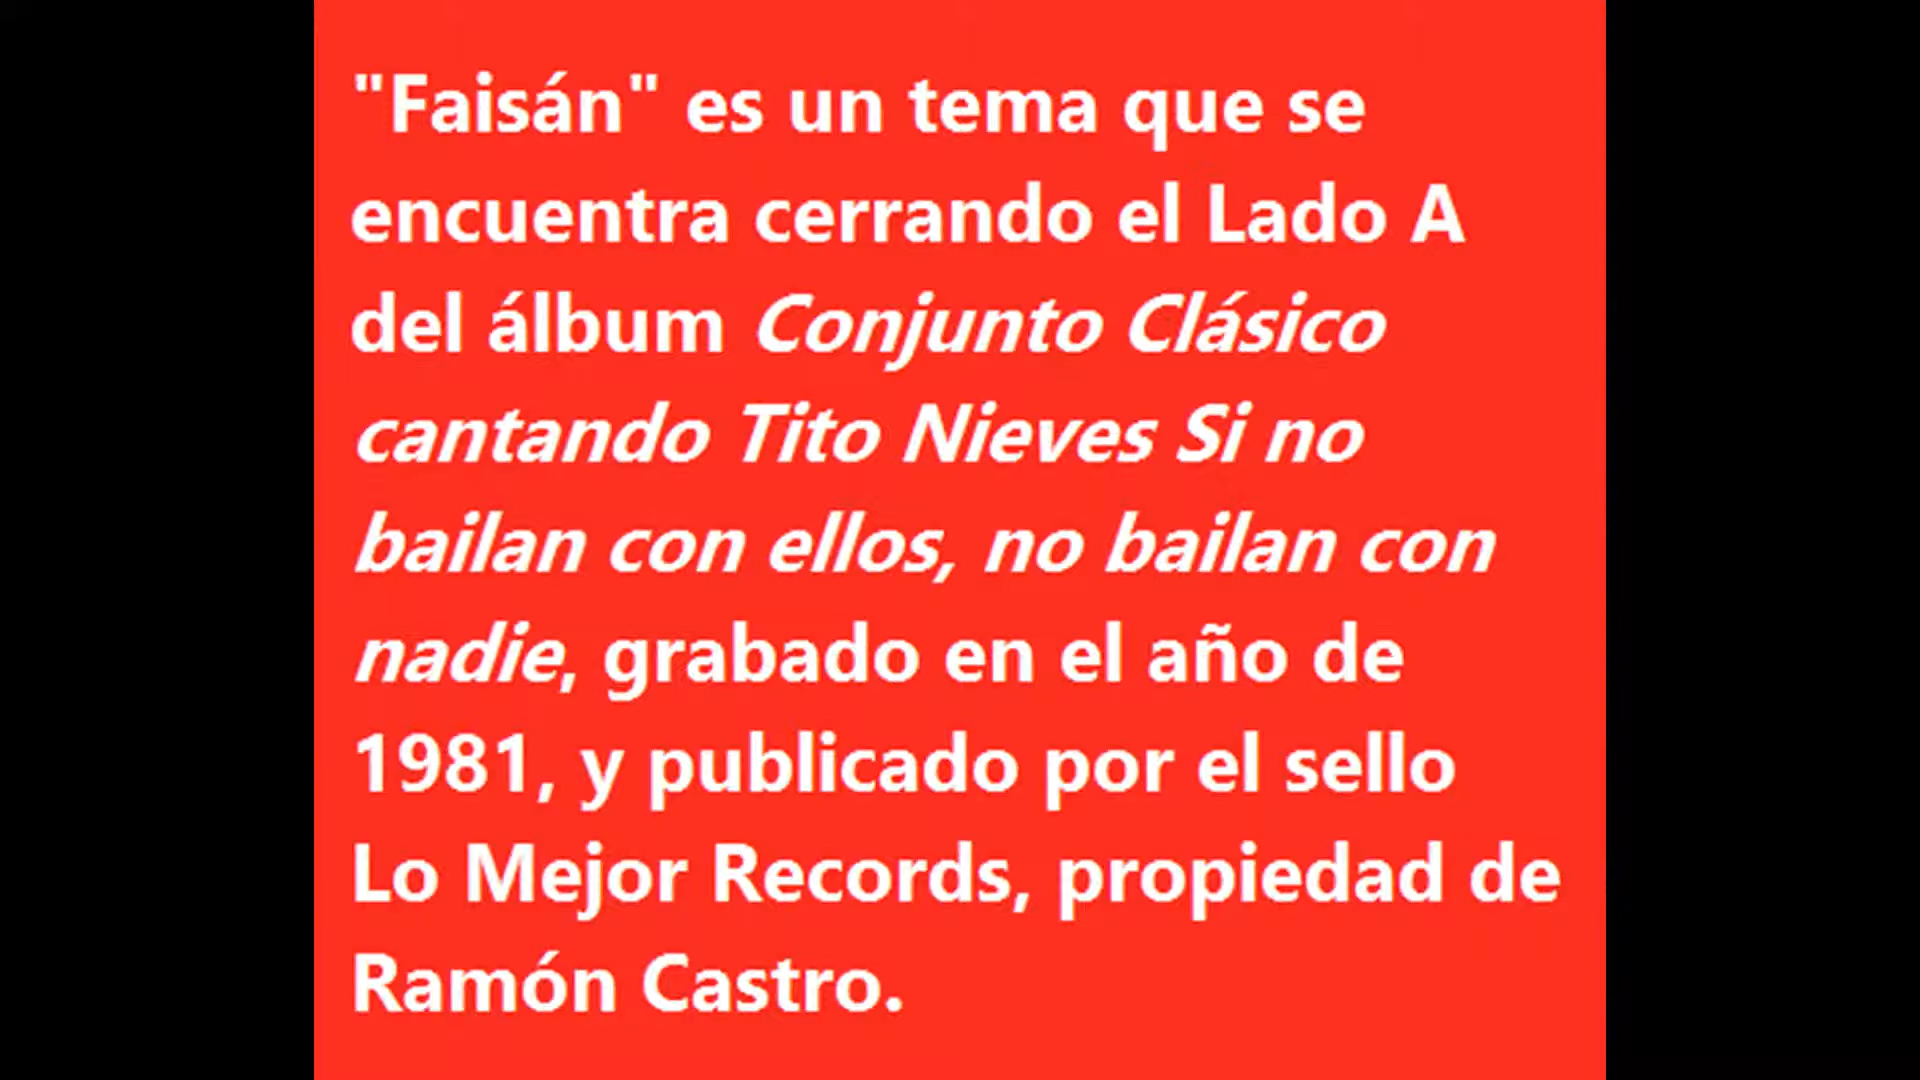 "Faisán" es un tema que se
encuentra cerrando el Lado A
del álbum Conjunto Clásico
cantando Tito Nieves Si no
bailan con ellos, no bailan con
nadie, grabado en el año de
1981, y publicado por el sello
Lo Mejor Records, propiedad de
Ramón Castro.